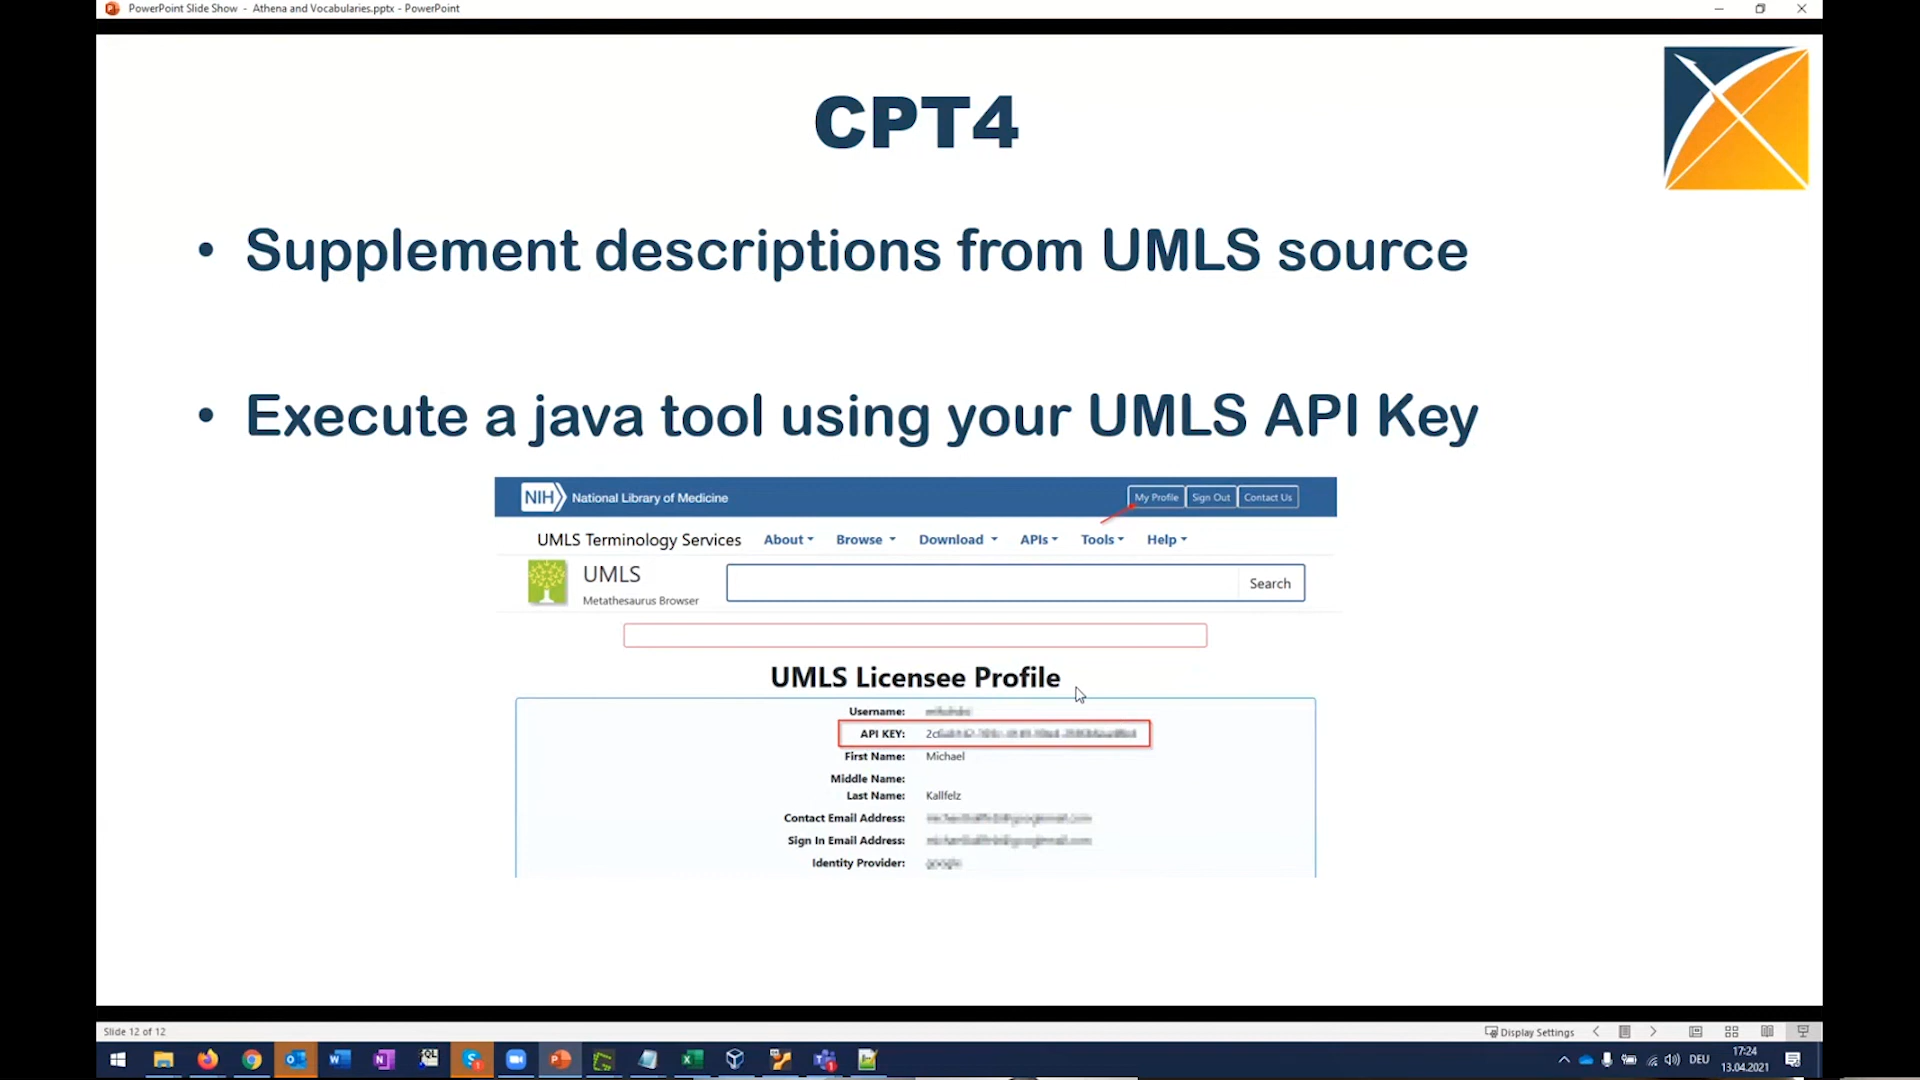 PowerPoint Slide Show - Athena and Vocabularies.pptx - PowerPoint
CPT4
• Supplement descriptions from UMLS source
• Execute a java tool using your UMLS API Key
NIH National Library of Medicine
My Profile Sign Out Contact Us
UMLS Terminology Services About Browse Download APIs Tools Help
UMLS
Metathesaurus Browser
Search
UMLS Licensee Profile
Username:
API KEY:
First Name: Michael
Middle Name:
Last Name: Kallfelz
Contact Email Address:
Sign In Email Address:
Identity Provider:
Slide 12 of 12
Display Settings
DEU
17:24
13.04.2021